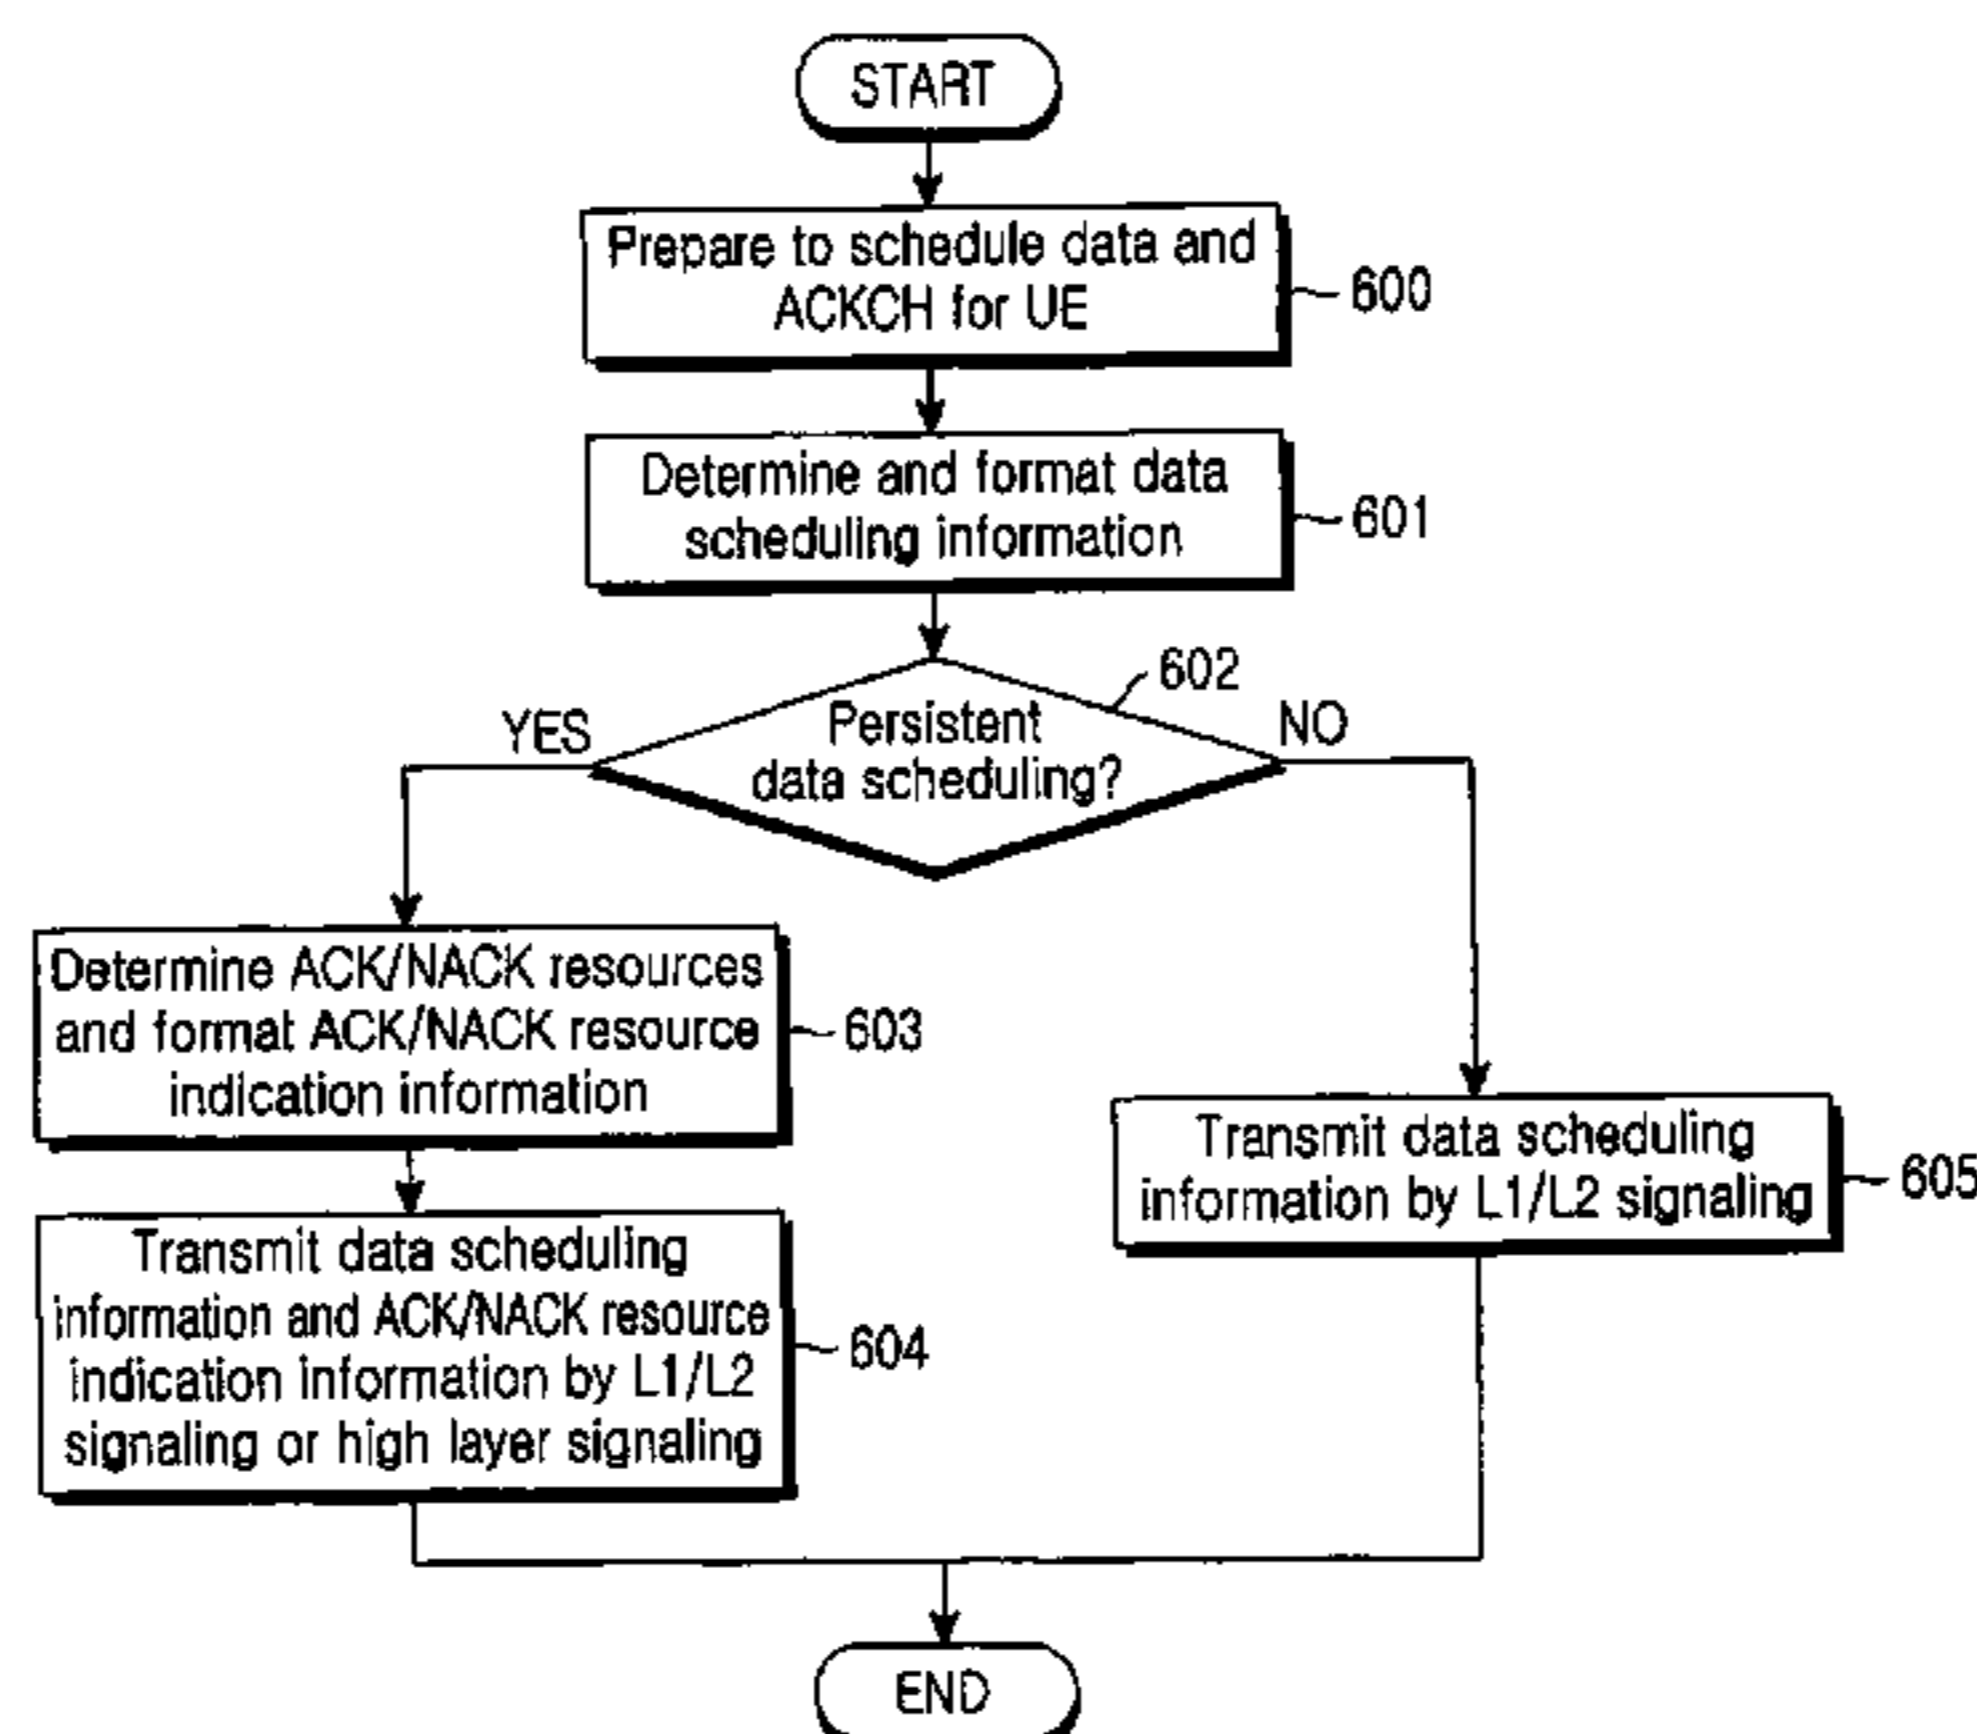 START
Prepare to schedule data and
ACKCH for UE
600
Determine and format data
scheduling information
601
602
YES
Persistent
data scheduling?
NO
Determine ACK/NACK resources
and format ACK/NACK resource
indication information
603
Transmit data scheduling
information by L1/L2 signaling
605
Transmit data scheduling
information and ACK/NACK resource
indication information by L1/L2
signaling or high layer signaling
604
END